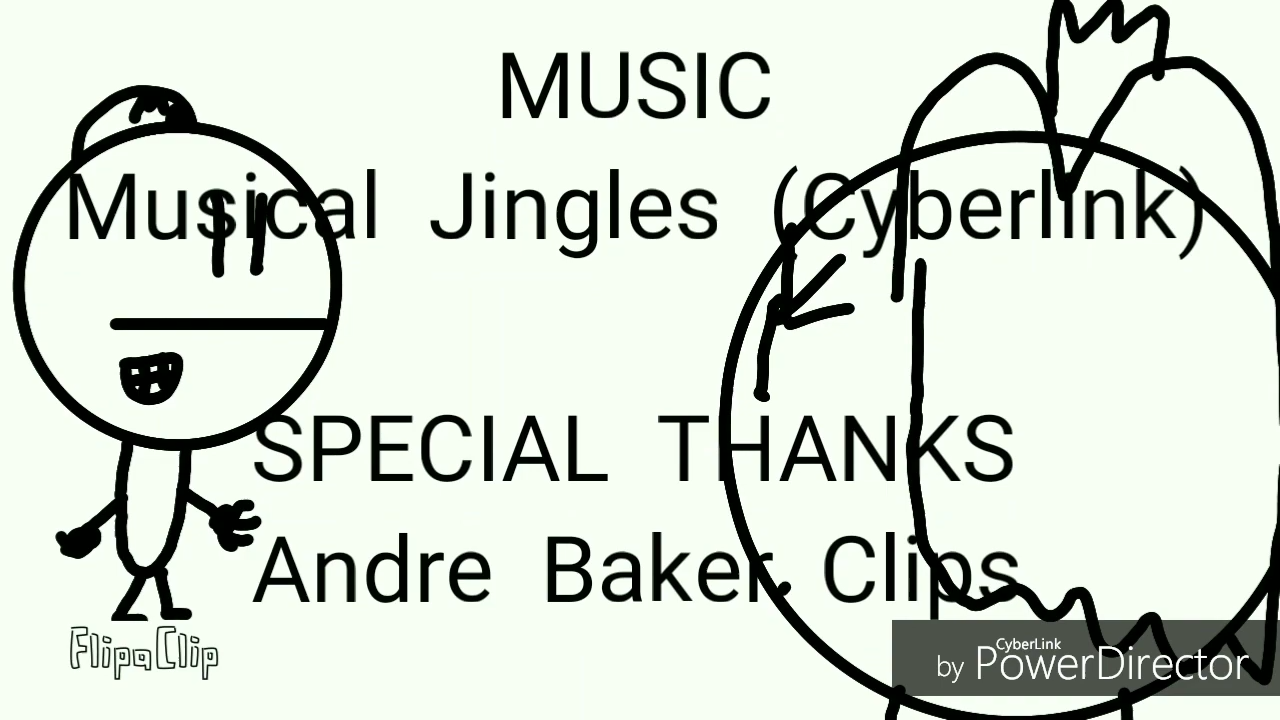 MUSIC
Musical Jingles (Cyberlink)
SPECIAL THANKS
Andre Baker Clips
FlipaClip
CyberLink
by PowerDirector